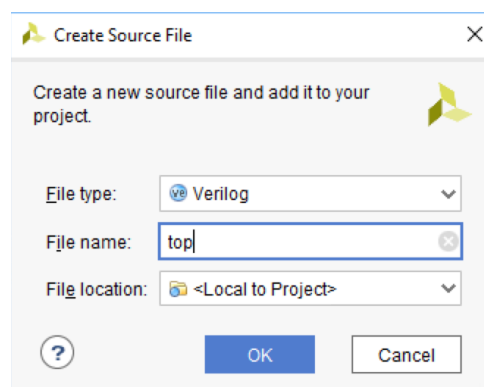 Create Source File
Create a new source file and add it to your
project.
File type: Verilog
File name: top
File location: <Local to Project>
? OK Cancel